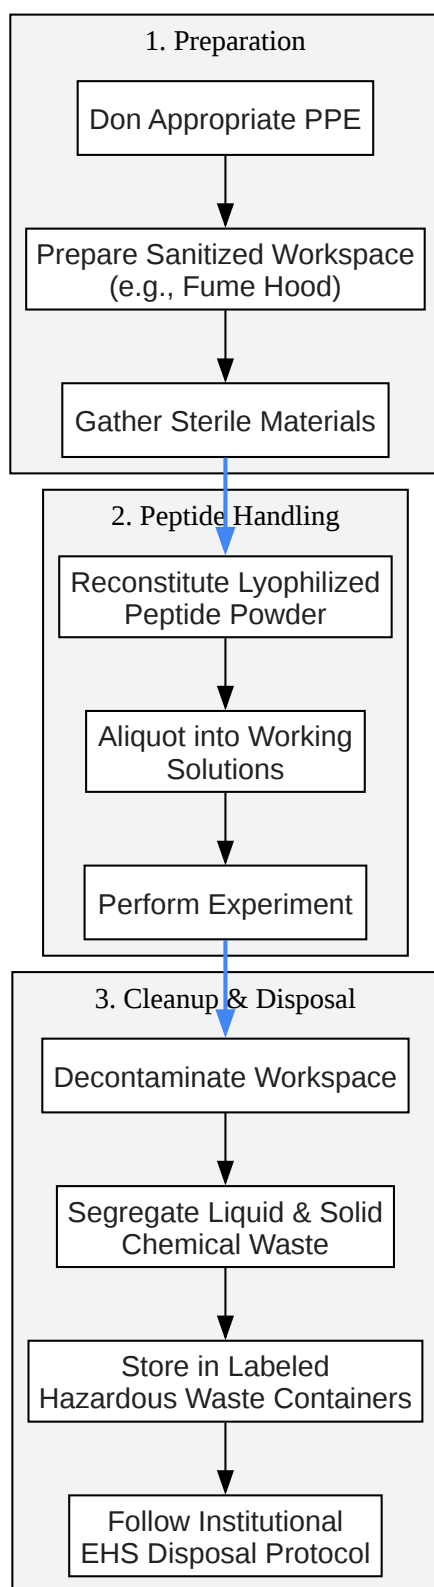 1. Preparation
Don Appropriate PPE
Prepare Sanitized Workspace
(e.g., Fume Hood)
Gather Sterile Materials
2. Peptide Handling
Reconstitute Lyophilized
Peptide Powder
Aliquot into Working
Solutions
Perform Experiment
3. Cleanup & Disposal
Decontaminate Workspace
Segregate Liquid & Solid
Chemical Waste
Store in Labeled
Hazardous Waste Containers
Follow Institutional
EHS Disposal Protocol